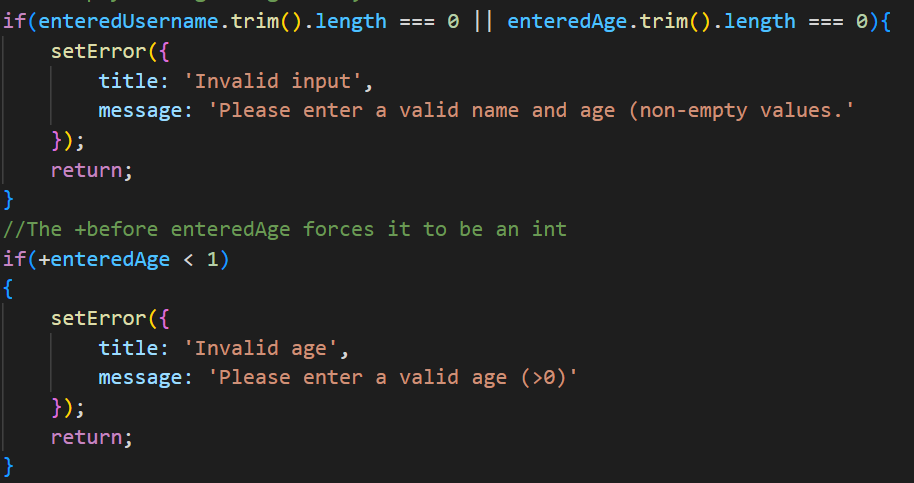 if(enteredUsername.trim().length === 0 || enteredAge.trim().length === 0){
setError({
title: 'Invalid input',
message: 'Please enter a valid name and age (non-empty values.'
});
return;
}
//The +before enteredAge forces it to be an int
if(+enteredAge < 1)
{
setError({
title: 'Invalid age',
message: 'Please enter a valid age (>0)'
});
return;
}